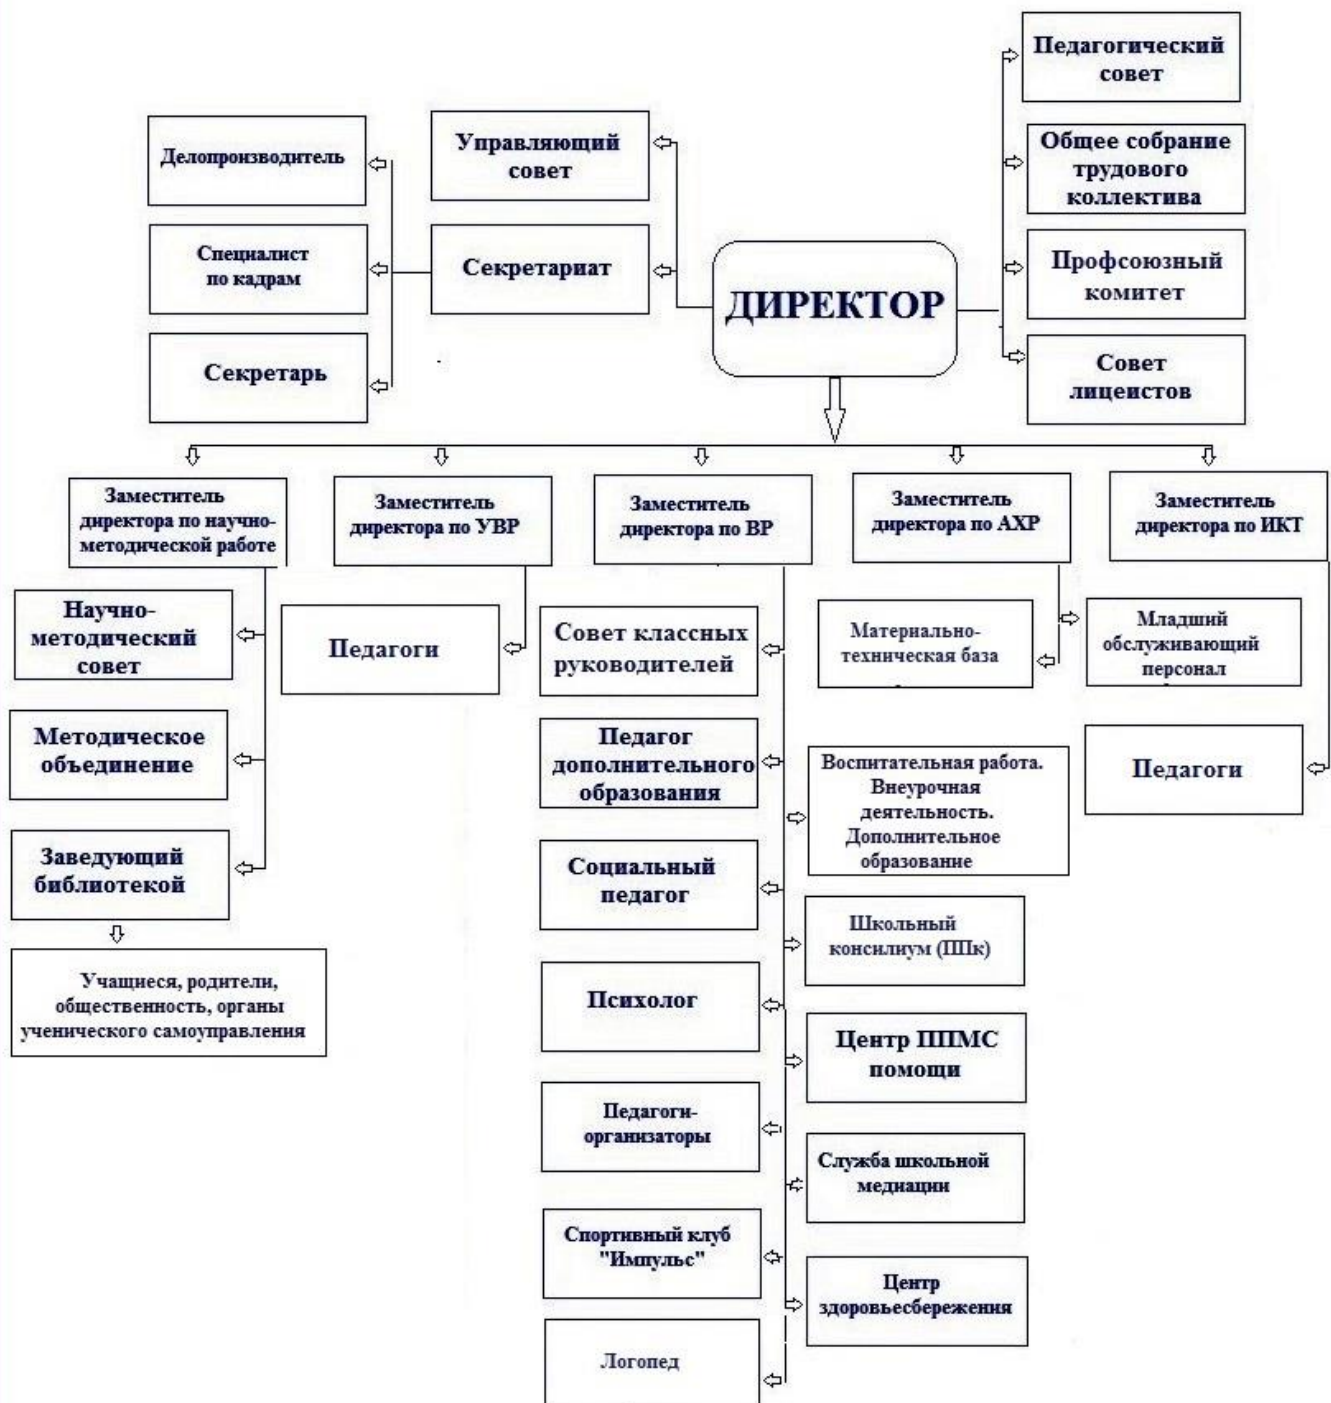 Педагогический
совет
Делопроизводитель
Управляющий
совет
Общее собрание
трудового
коллектива
Специалист
по кадрам
Секретариат
ДИРЕКТОР
Профсоюзный
комитет
Секретарь
Совет
лицеистов
Заместитель
директора по научно-
методической работе
Заместитель
директора по УВР
Заместитель
директора по ВР
Заместитель
директора по АХР
Заместитель
директора по ИКТ
Научно-
методический
совет
Педагоги
Совет классных
руководителей
Материально-
техническая база
Младший
обслуживающий
персонал
Методическое
объединение
Педагог
дополнительного
образования
Воспитательная работа.
Внеурочная
деятельность.
Дополнительное
образование
Педагоги
Заведующий
библиотекой
Социальный
педагог
Школьный
консилиум (ППк)
Учащиеся, родители,
общественность, органы
ученического самоуправления
Психолог
Центр ППМС
помощи
Педагоги-
организаторы
Служба школьной
медиации
Спортивный клуб
"Импульс"
Центр
здоровьесбережения
Логопед